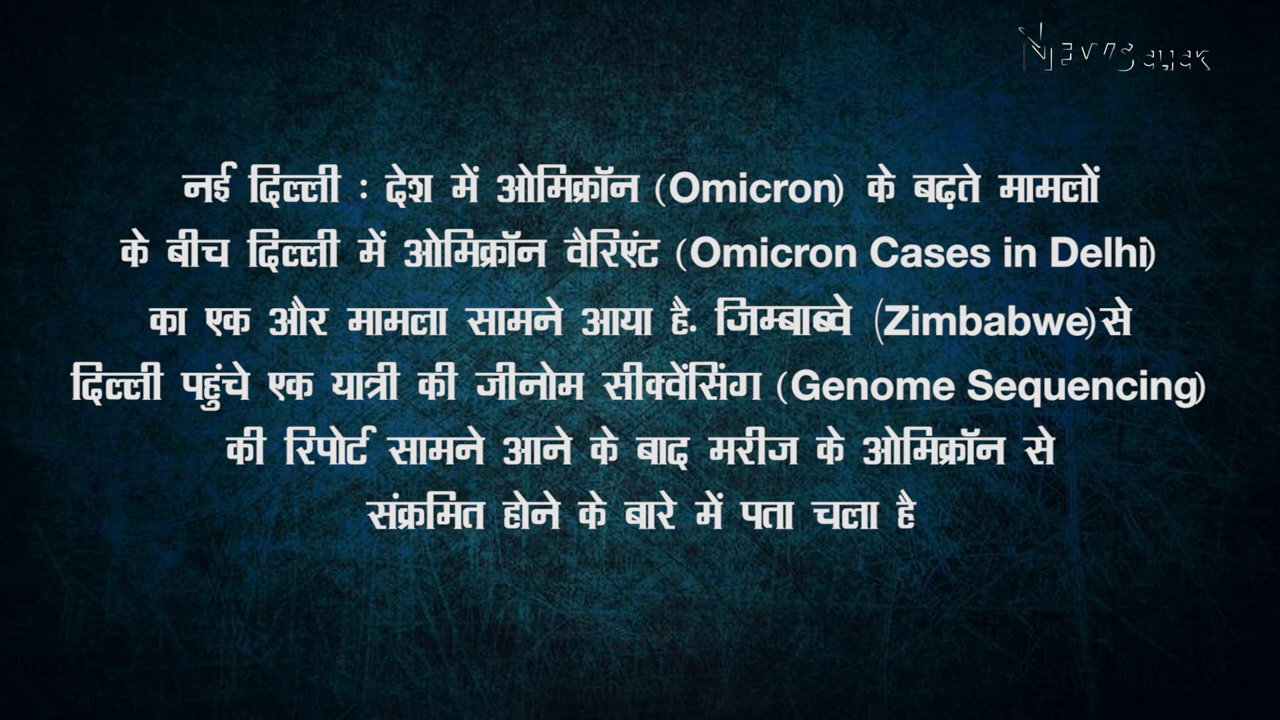 NEWSCLICK
नई दिल्ली : देश में ओमिक्रॉन (Omicron) के बढ़ते मामलों
के बीच दिल्ली में ओमिक्रॉन वैरिएंट (Omicron Cases in Delhi)
का एक और मामला सामने आया है. जिम्बाब्वे (Zimbabwe) से
दिल्ली पहुंचे एक यात्री की जीनोम सीक्वेंसिंग (Genome Sequencing)
की रिपोर्ट सामने आने के बाद मरीज के ओमिक्रॉन से
संक्रमित होने के बारे में पता चला है